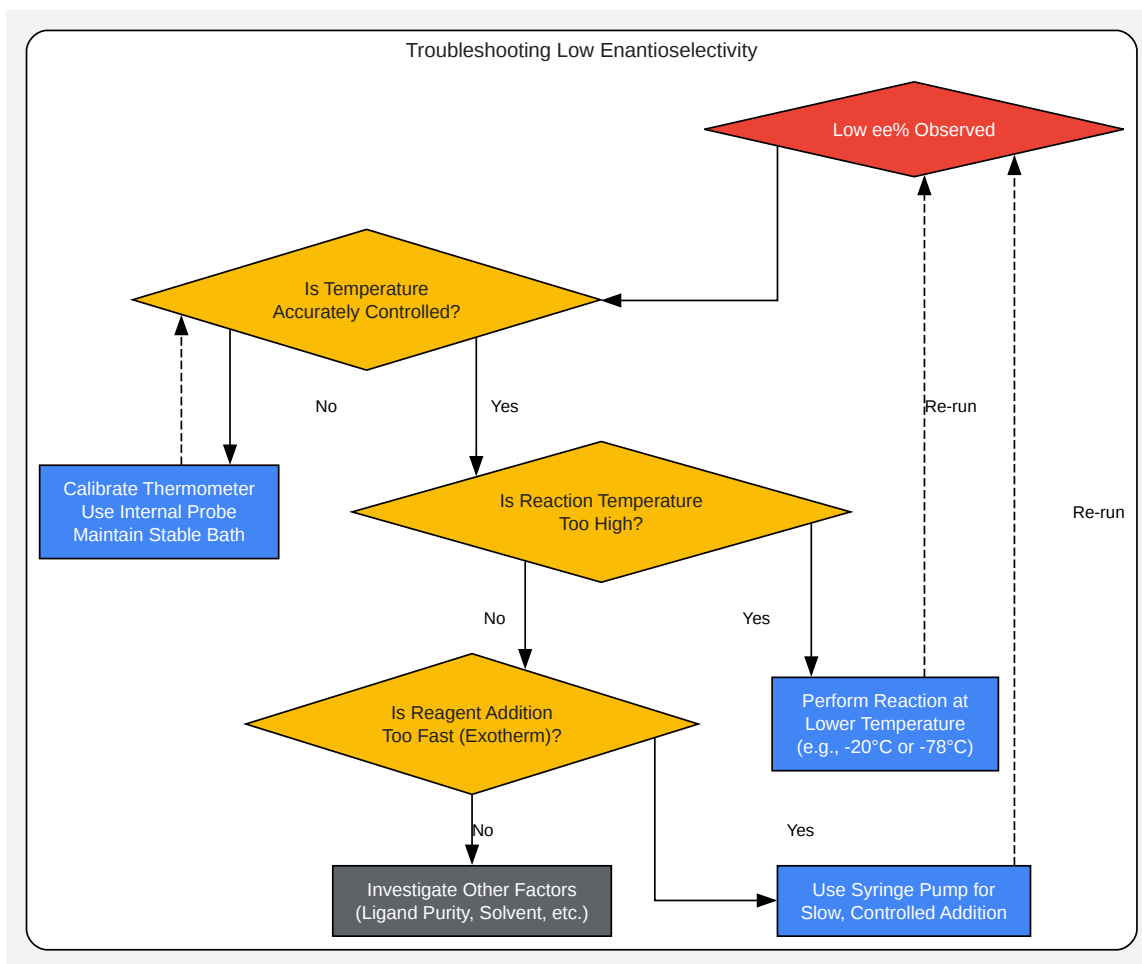 Troubleshooting Low Enantioselectivity
Low ee% Observed
Is Temperature
Accurately Controlled?
No
Yes
Re-run
Calibrate Thermometer
Use Internal Probe
Maintain Stable Bath
Is Reaction Temperature
Too High?
Re-run
No
Yes
Is Reagent Addition
Too Fast (Exotherm)?
Perform Reaction at
Lower Temperature
(e.g., -20°C or -78°C)
No
Yes
Investigate Other Factors
(Ligand Purity, Solvent, etc.)
Use Syringe Pump for
Slow, Controlled Addition